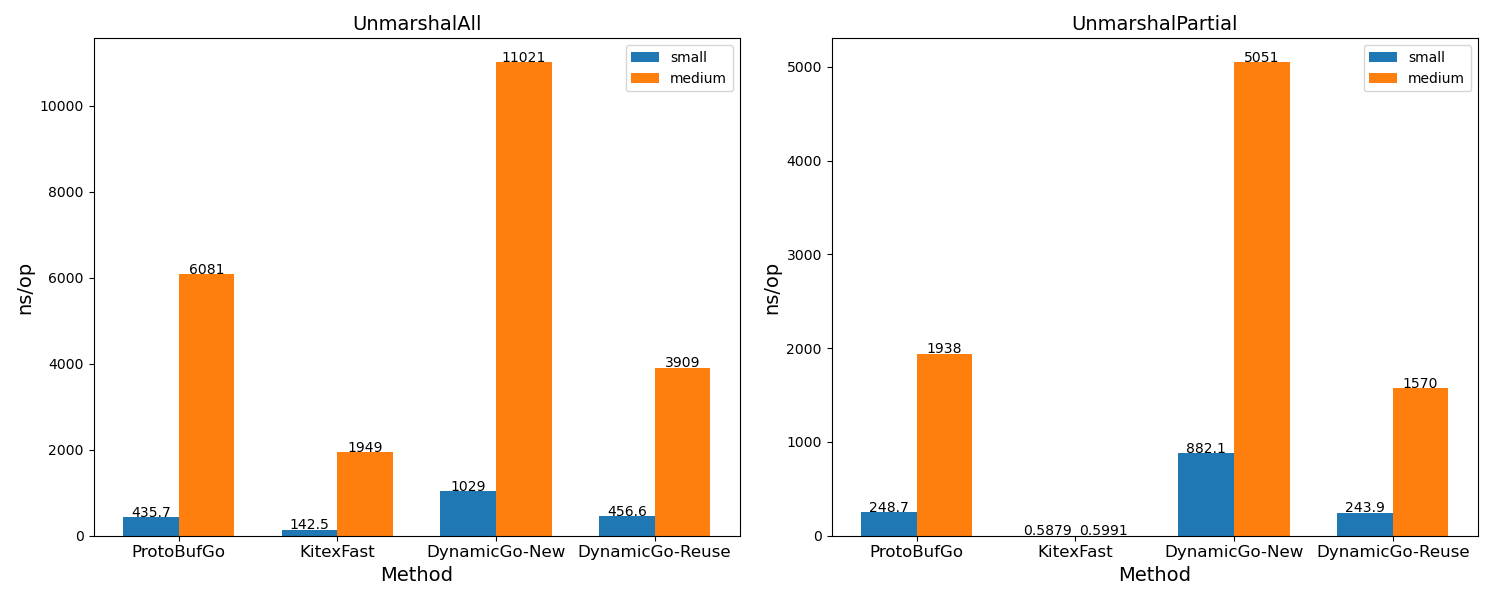 UnmarshalAll
small
medium
ns/op
10000
8000
6000
4000
2000
0
435.7
6081
142.5
1949
1029
11021
456.6
3909
ProtoBufGo
KitexFast
DynamicGo-New
DynamicGo-Reuse
Method
UnmarshalPartial
small
medium
ns/op
5000
4000
3000
2000
1000
0
248.7
1938
0.5879
0.5991
882.1
5051
243.9
1570
ProtoBufGo
KitexFast
DynamicGo-New
DynamicGo-Reuse
Method